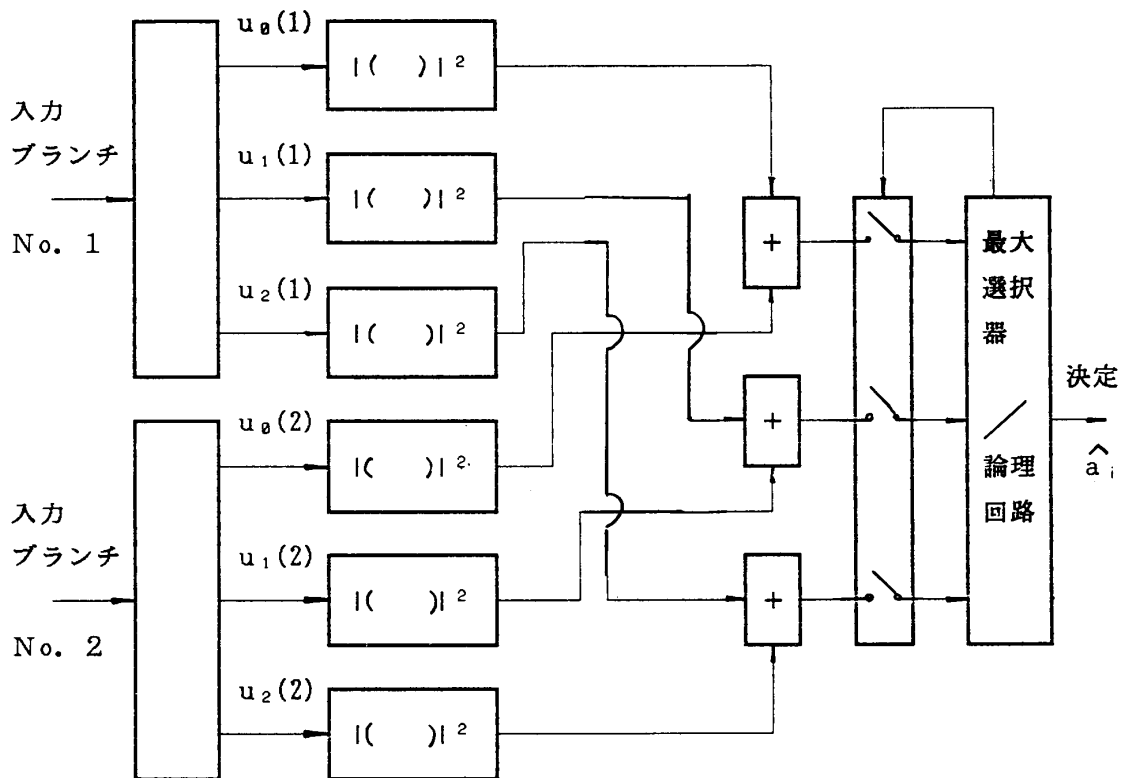 u₀(1)
|(　)|²
入力
ブランチ
No. 1
u₁(1)
|(　)|²
u₂(1)
|(　)|²
u₀(2)
|(　)|²
入力
ブランチ
No. 2
u₁(2)
|(　)|²
u₂(2)
|(　)|²
+
+
+
最大
選択
器
／
論理
回路
決定
âᵢ